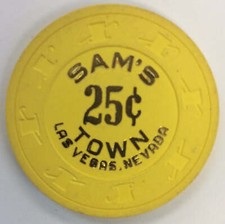 SAM'S
25¢
TOWN
LAS VEGAS, NEVADA